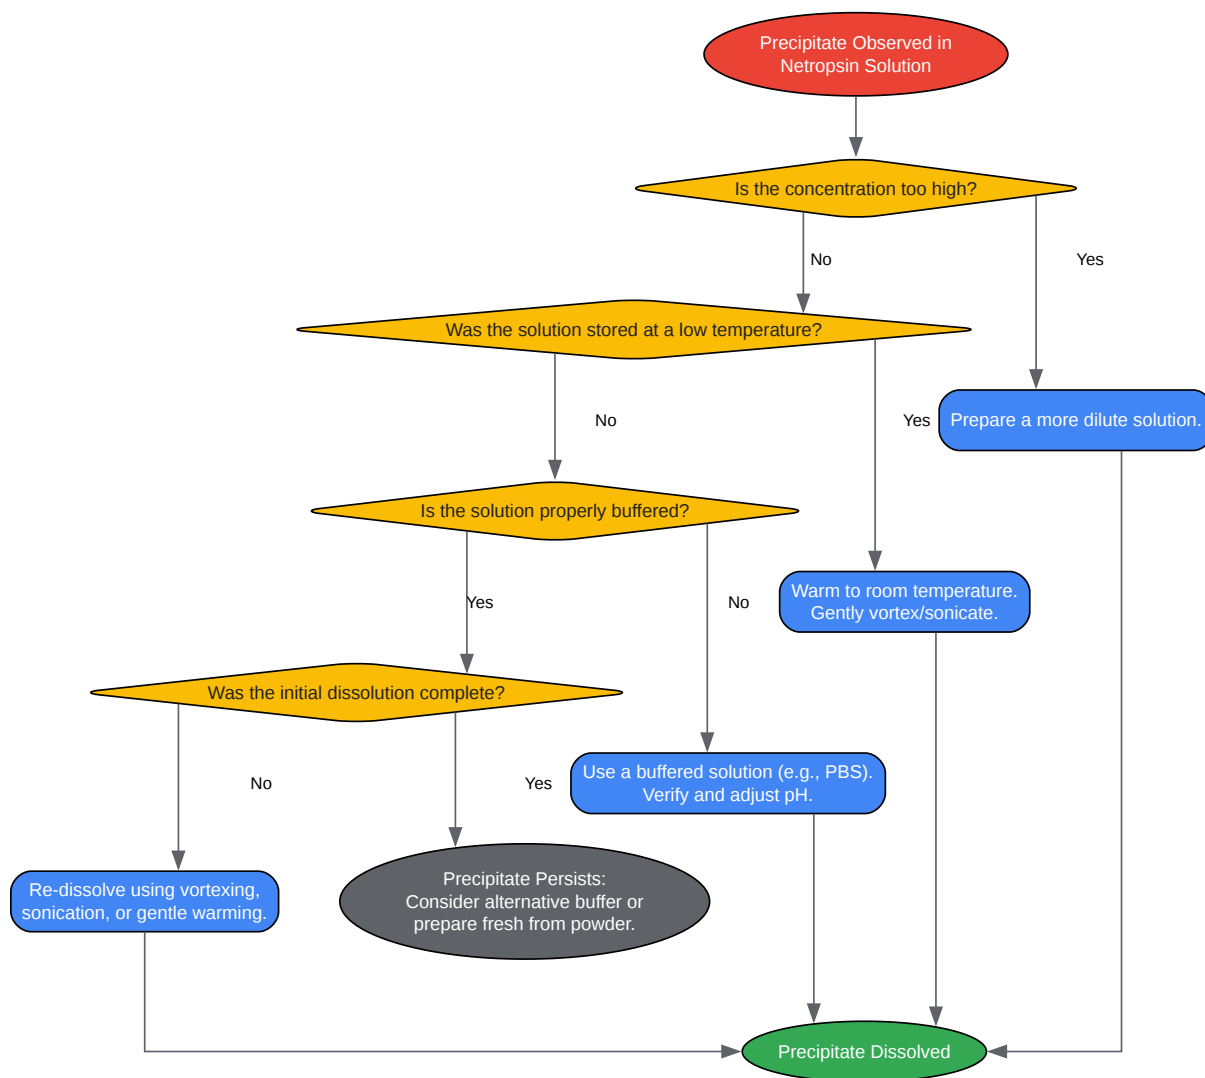 Precipitate Observed in
Netropsin Solution
Is the concentration too high?
No
Yes
Was the solution stored at a low temperature?
No
Yes
Prepare a more dilute solution.
Is the solution properly buffered?
Yes
No
Warm to room temperature.
Gently vortex/sonicate.
Was the initial dissolution complete?
No
Yes
Use a buffered solution (e.g., PBS).
Verify and adjust pH.
Re-dissolve using vortexing,
sonication, or gentle warming.
Precipitate Persists:
Consider alternative buffer or
prepare fresh from powder.
Precipitate Dissolved